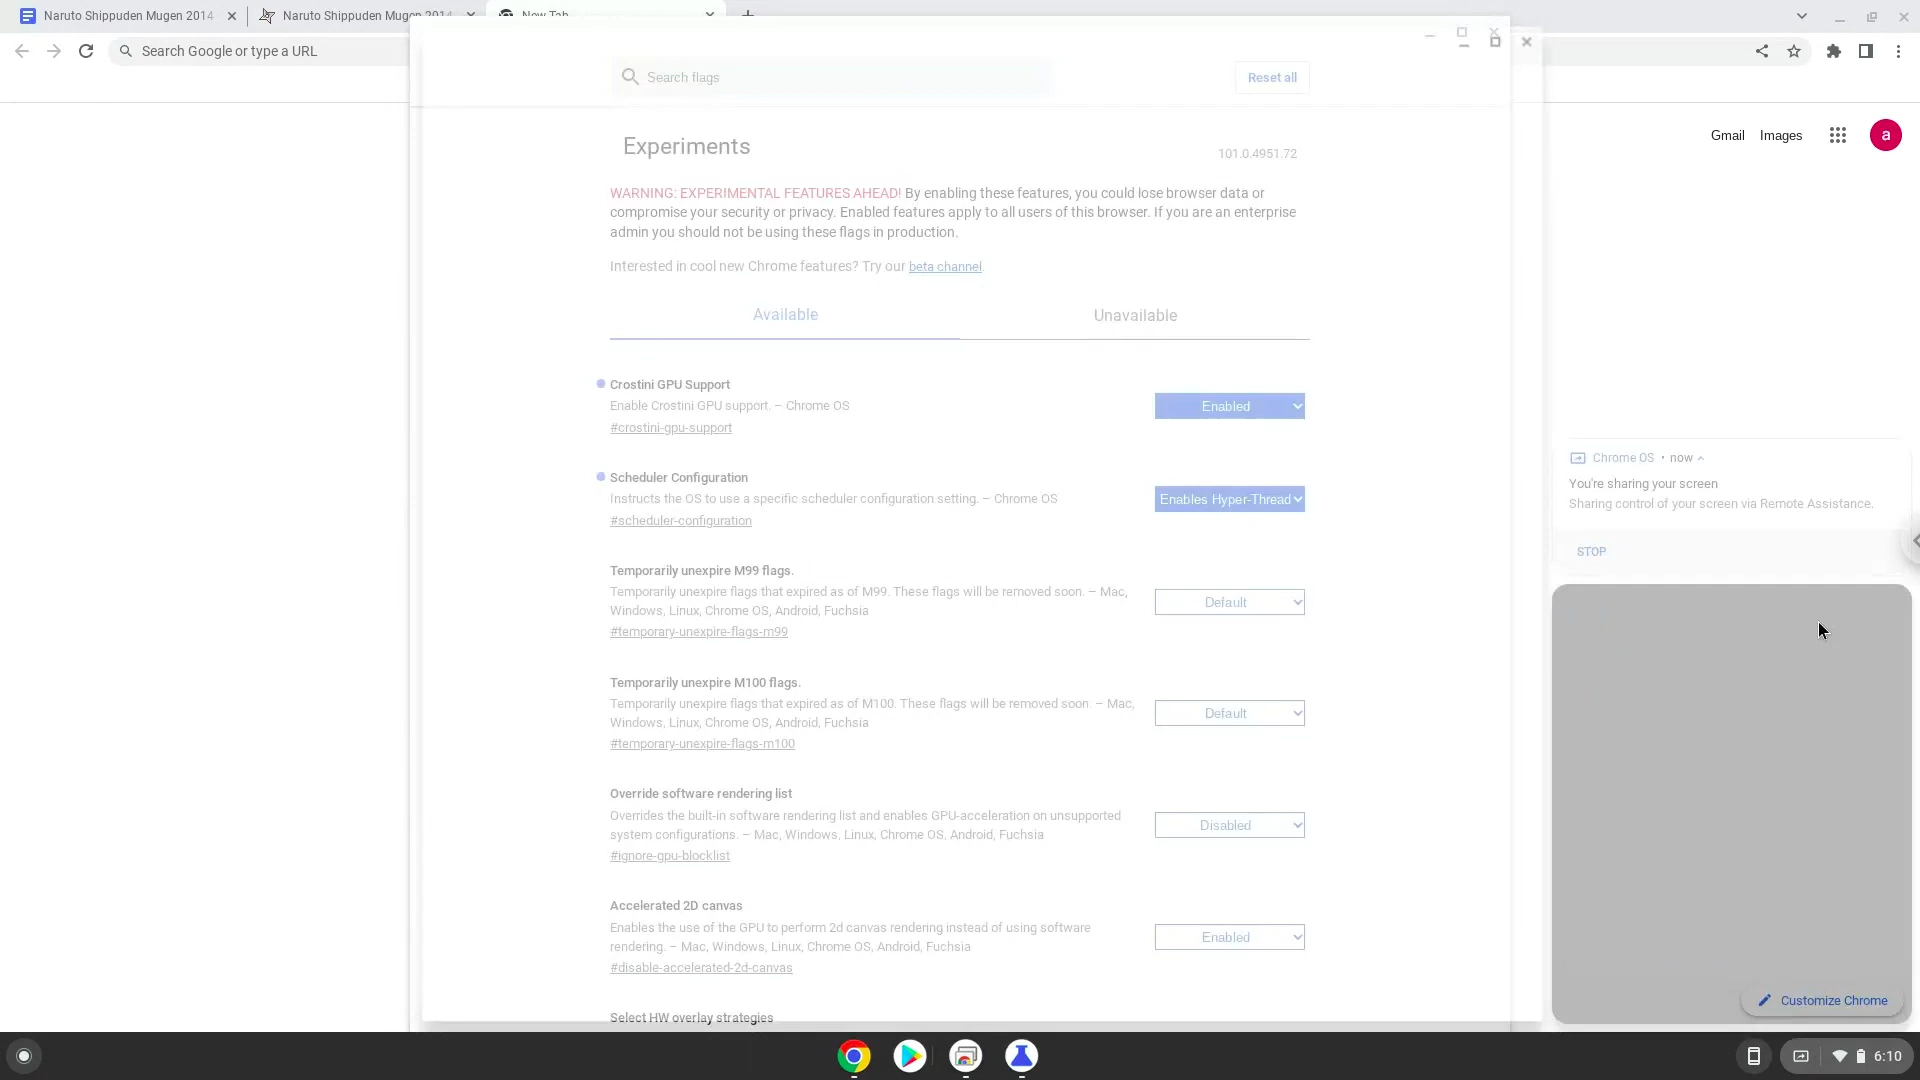 Naruto Shippuden Mugen 2014
Naruto Shippuden Mugen 2014
New Tab
Search Google or type a URL
Search flags
Reset all
Gmail
Images
a
Experiments
101.0.4951.72
WARNING: EXPERIMENTAL FEATURES AHEAD! By enabling these features, you could lose browser data or
compromise your security or privacy. Enabled features apply to all users of this browser. If you are an enterprise
admin you should not be using these flags in production.
Interested in cool new Chrome features? Try our beta channel.
Available
Unavailable
Crostini GPU Support
Enable Crostini GPU support. – Chrome OS
#crostini-gpu-support
Enabled
Scheduler Configuration
Instructs the OS to use a specific scheduler configuration setting. – Chrome OS
#scheduler-configuration
Enables Hyper-Thread
Temporarily unexpire M99 flags.
Temporarily unexpire flags that expired as of M99. These flags will be removed soon. – Mac,
Windows, Linux, Chrome OS, Android, Fuchsia
#temporary-unexpire-flags-m99
Default
Temporarily unexpire M100 flags.
Temporarily unexpire flags that expired as of M100. These flags will be removed soon. – Mac,
Windows, Linux, Chrome OS, Android, Fuchsia
#temporary-unexpire-flags-m100
Default
Override software rendering list
Overrides the built-in software rendering list and enables GPU-acceleration on unsupported
system configurations. – Mac, Windows, Linux, Chrome OS, Android, Fuchsia
#ignore-gpu-blocklist
Disabled
Accelerated 2D canvas
Enables the use of the GPU to perform 2d canvas rendering instead of using software
rendering. – Mac, Windows, Linux, Chrome OS, Android, Fuchsia
#disable-accelerated-2d-canvas
Enabled
Select HW overlay strategies
Chrome OS • now
You're sharing your screen
Sharing control of your screen via Remote Assistance.
STOP
Customize Chrome
6:10